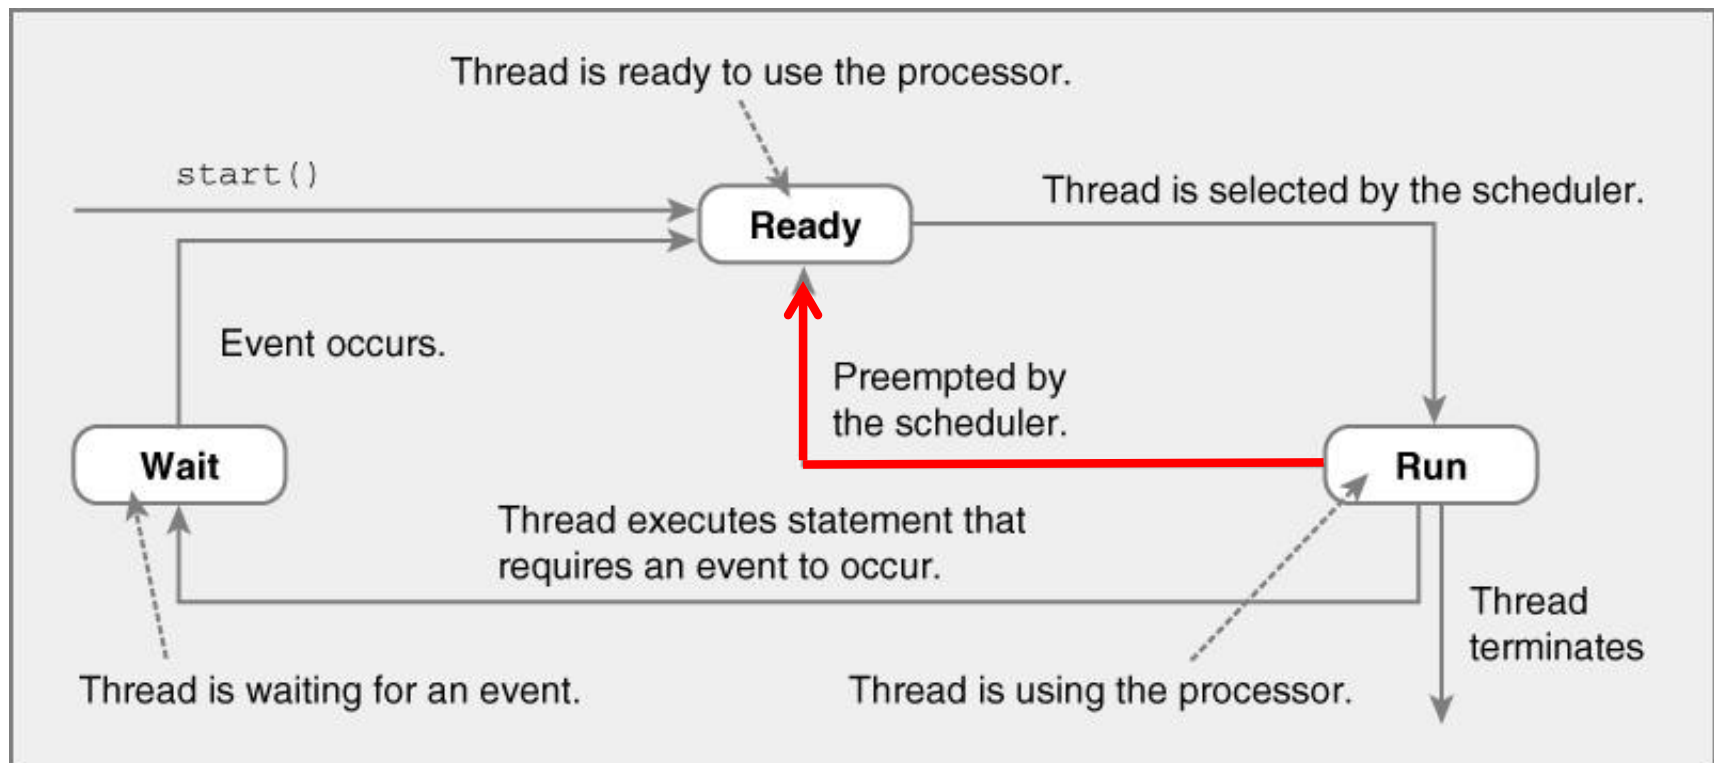 Thread is ready to use the processor.
start()
Thread is selected by the scheduler.
Ready
Event occurs.
Preempted by
the scheduler.
Wait
Run
Thread executes statement that
requires an event to occur.
Thread
terminates
Thread is waiting for an event.
Thread is using the processor.